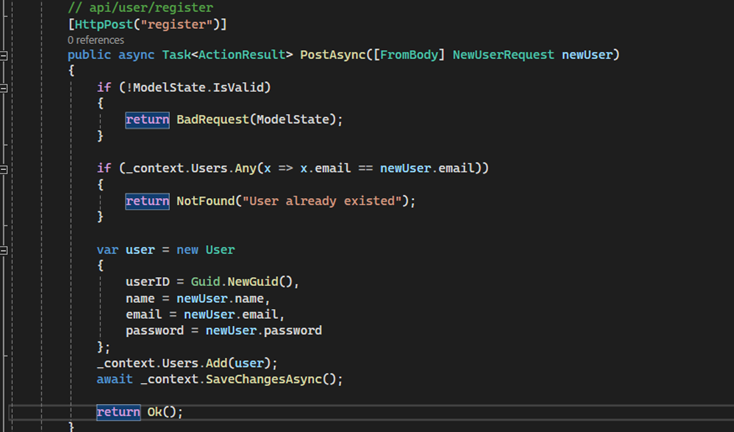 // api/user/register
[HttpPost("register")]
0 references
public async Task<ActionResult> PostAsync([FromBody] NewUserRequest newUser)
{
if (!ModelState.IsValid)
{
return BadRequest(ModelState);
}
if (_context.Users.Any(x => x.email == newUser.email))
{
return NotFound("User already existed");
}
var user = new User
{
userID = Guid.NewGuid(),
name = newUser.name,
email = newUser.email,
password = newUser.password
};
_context.Users.Add(user);
await _context.SaveChangesAsync();
return Ok();
}